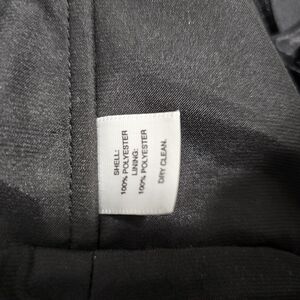 SHELL:
100% POLYESTER
LINING:
100% POLYESTER
DRY CLEAN.